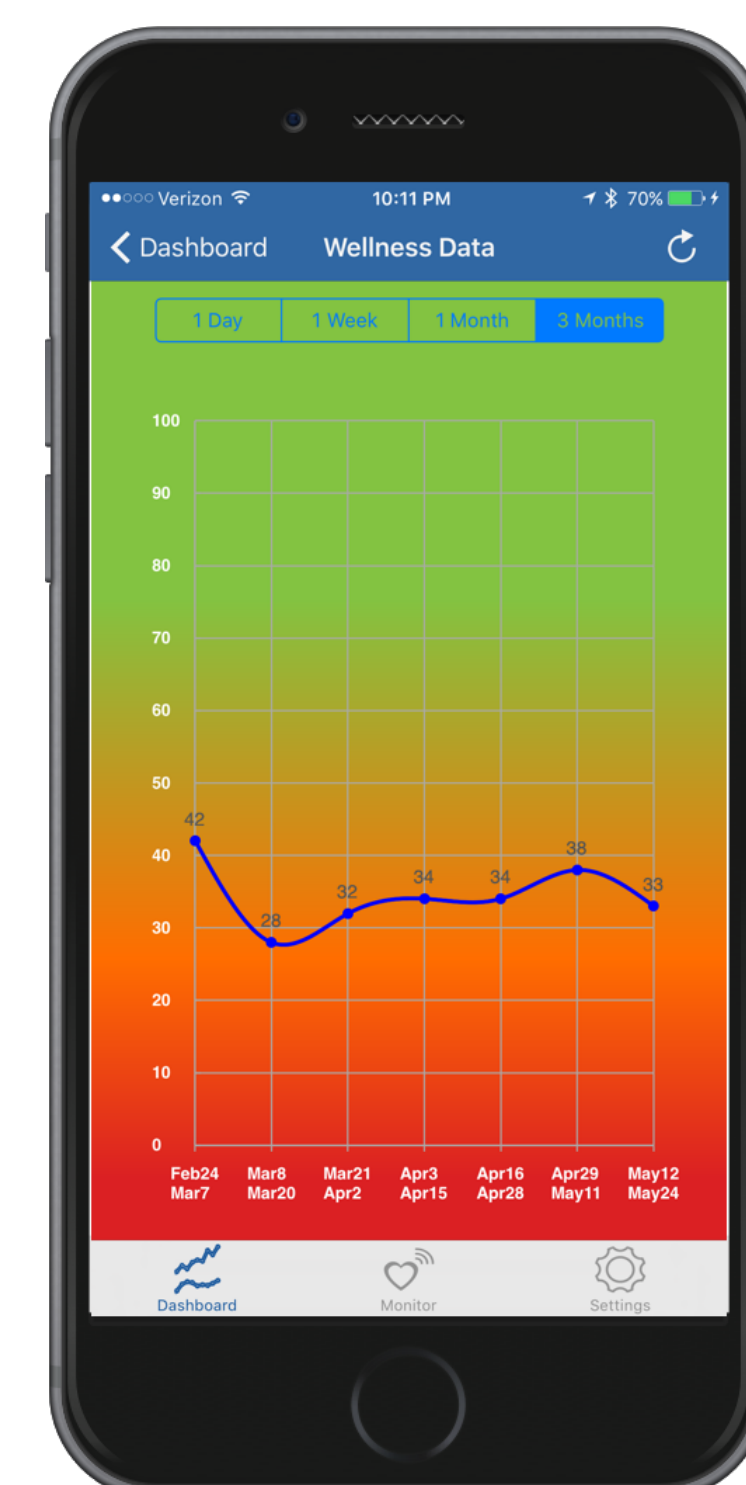 Verizon 10:11 PM 70%
Dashboard Wellness Data
1 Day 1 Week 1 Month 3 Months
100
90
80
70
60
50
42
40
38
34 34 33
32
30
28
20
10
0
Feb24 Mar8 Mar21 Apr3 Apr16 Apr29 May12
Mar7 Mar20 Apr2 Apr15 Apr28 May11 May24
Dashboard Monitor Settings